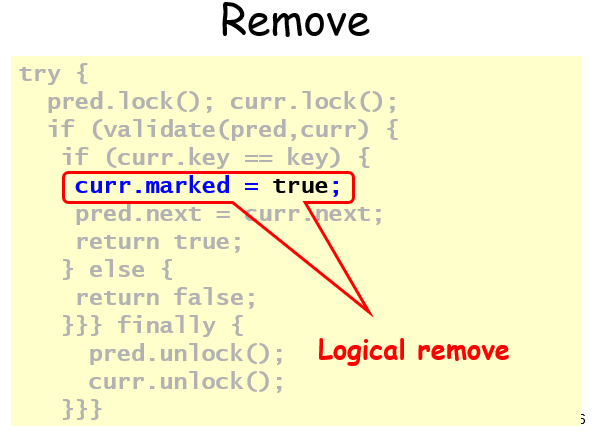 Remove
try {
pred.lock(); curr.lock();
if (validate(pred,curr) {
if (curr.key == key) {
curr.marked = true;
pred.next = curr.next;
return true;
} else {
return false;
}}} finally {
pred.unlock();
Logical remove
curr.unlock();
}}}
6